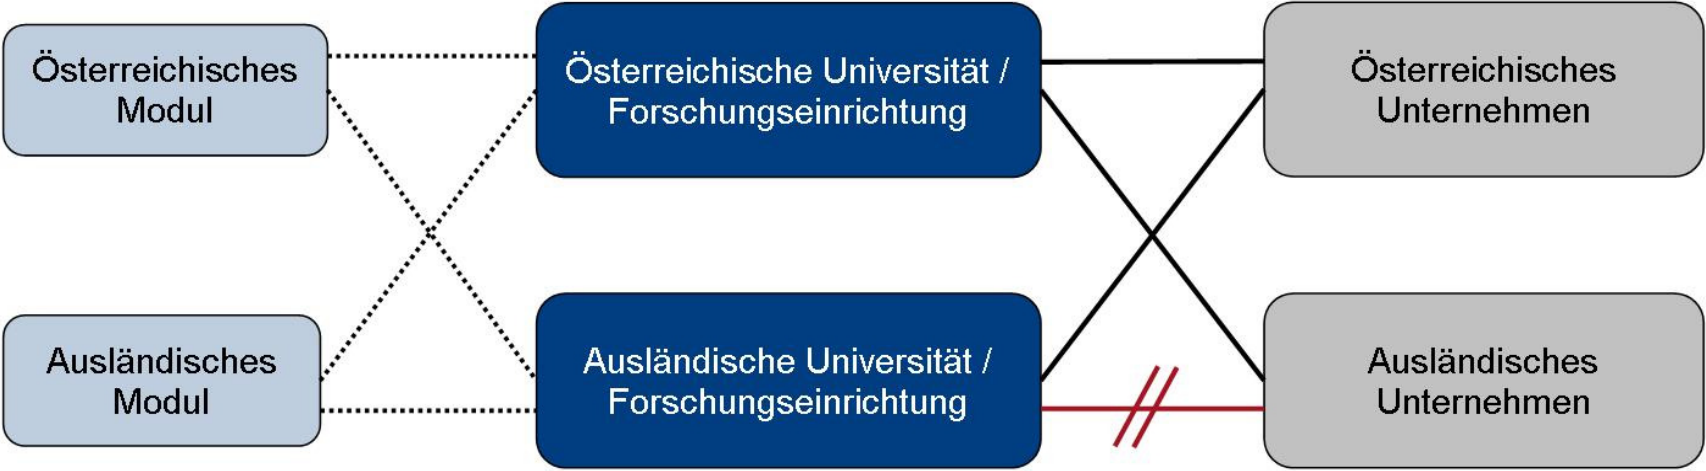 Österreichisches
Modul
Österreichische Universität /
Forschungseinrichtung
Österreichisches
Unternehmen
Ausländisches
Modul
Ausländische Universität /
Forschungseinrichtung
Ausländisches
Unternehmen